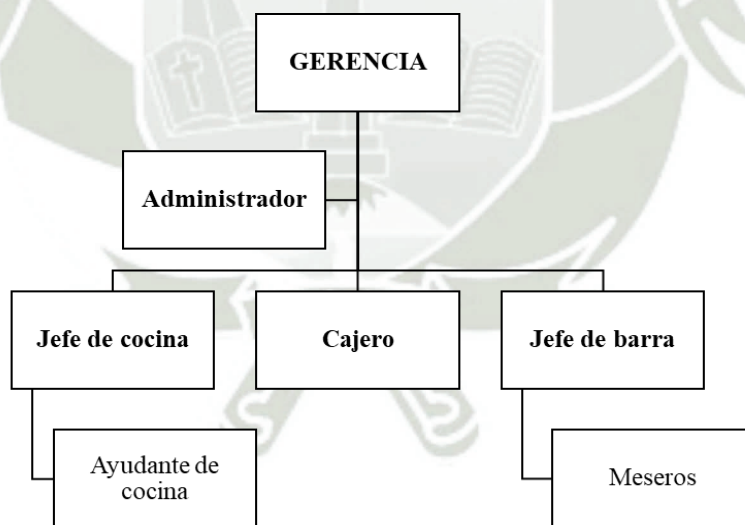 GERENCIA
Administrador
Jefe de cocina
Cajero
Jefe de barra
Ayudante de
cocina
Meseros